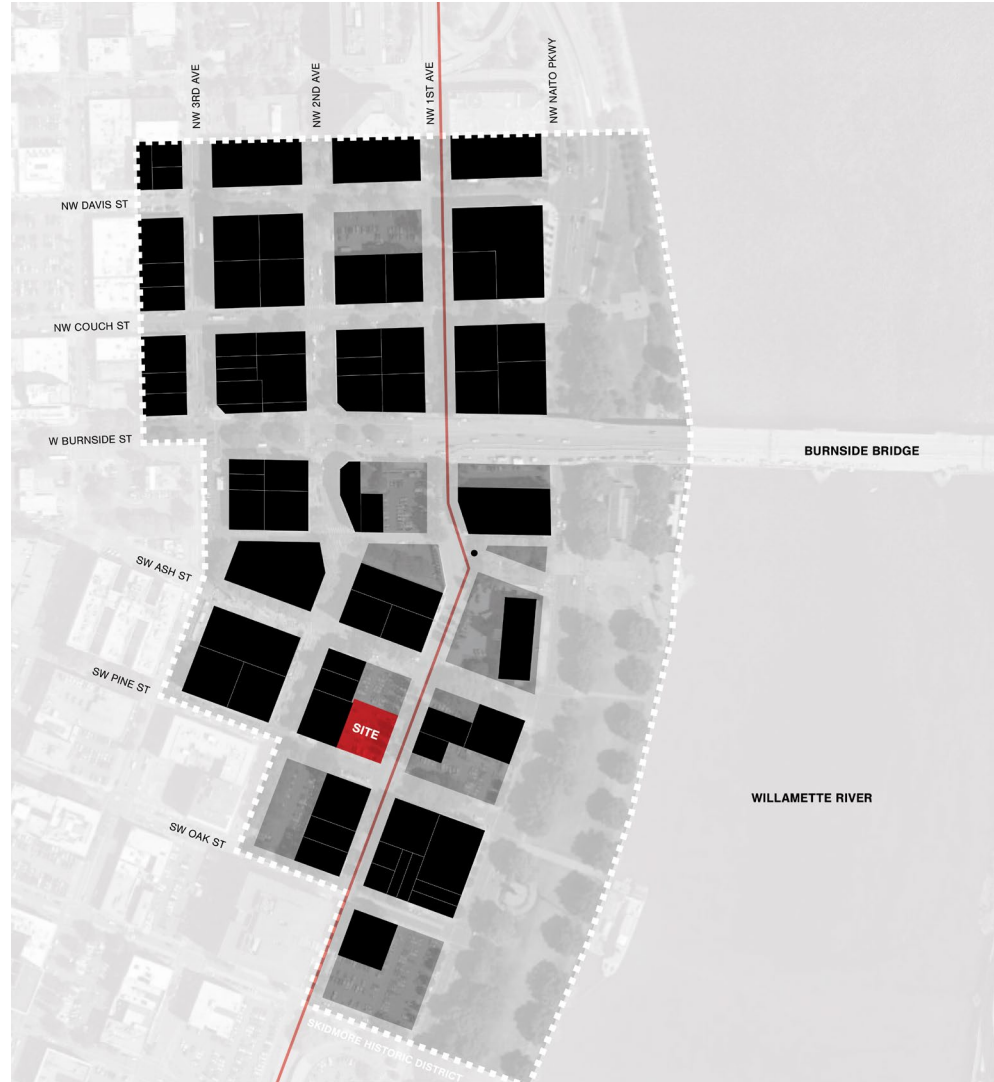 NW 3RD AVE
NW 2ND AVE
NW 1ST AVE
NW NAITO PKWY
NW DAVIS ST
NW COUCH ST
W BURNSIDE ST
BURNSIDE BRIDGE
SW ASH ST
SW PINE ST
SITE
WILLAMETTE RIVER
SW OAK ST
SKIDMORE HISTORIC DISTRICT